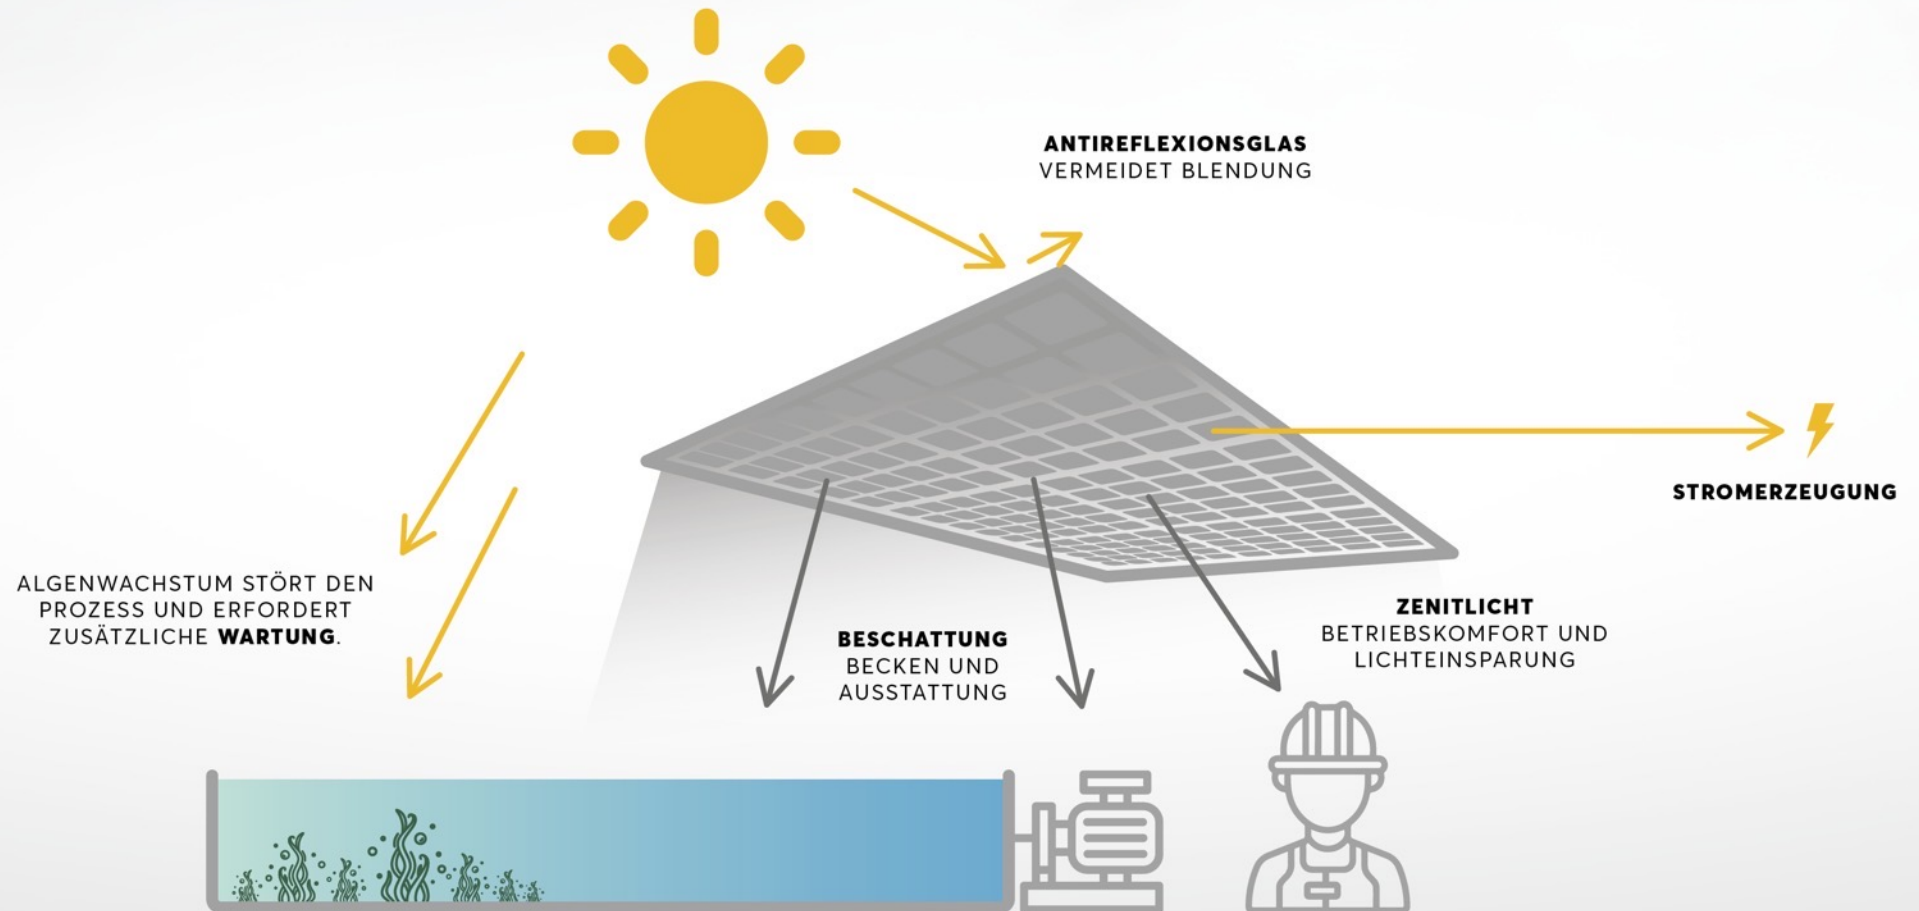 ANTIREFLEXIONSGLAS
VERMEIDET BLENDUNG
STROMERZEUGUNG
ALGENWACHSTUM STÖRT DEN
PROZESS UND ERFORDERT
ZUSÄTZLICHE WARTUNG.
BESCHATTUNG
BECKEN UND
AUSSTATTUNG
ZENITLICHT
BETRIEBSKOMFORT UND
LICHTEINSPARUNG